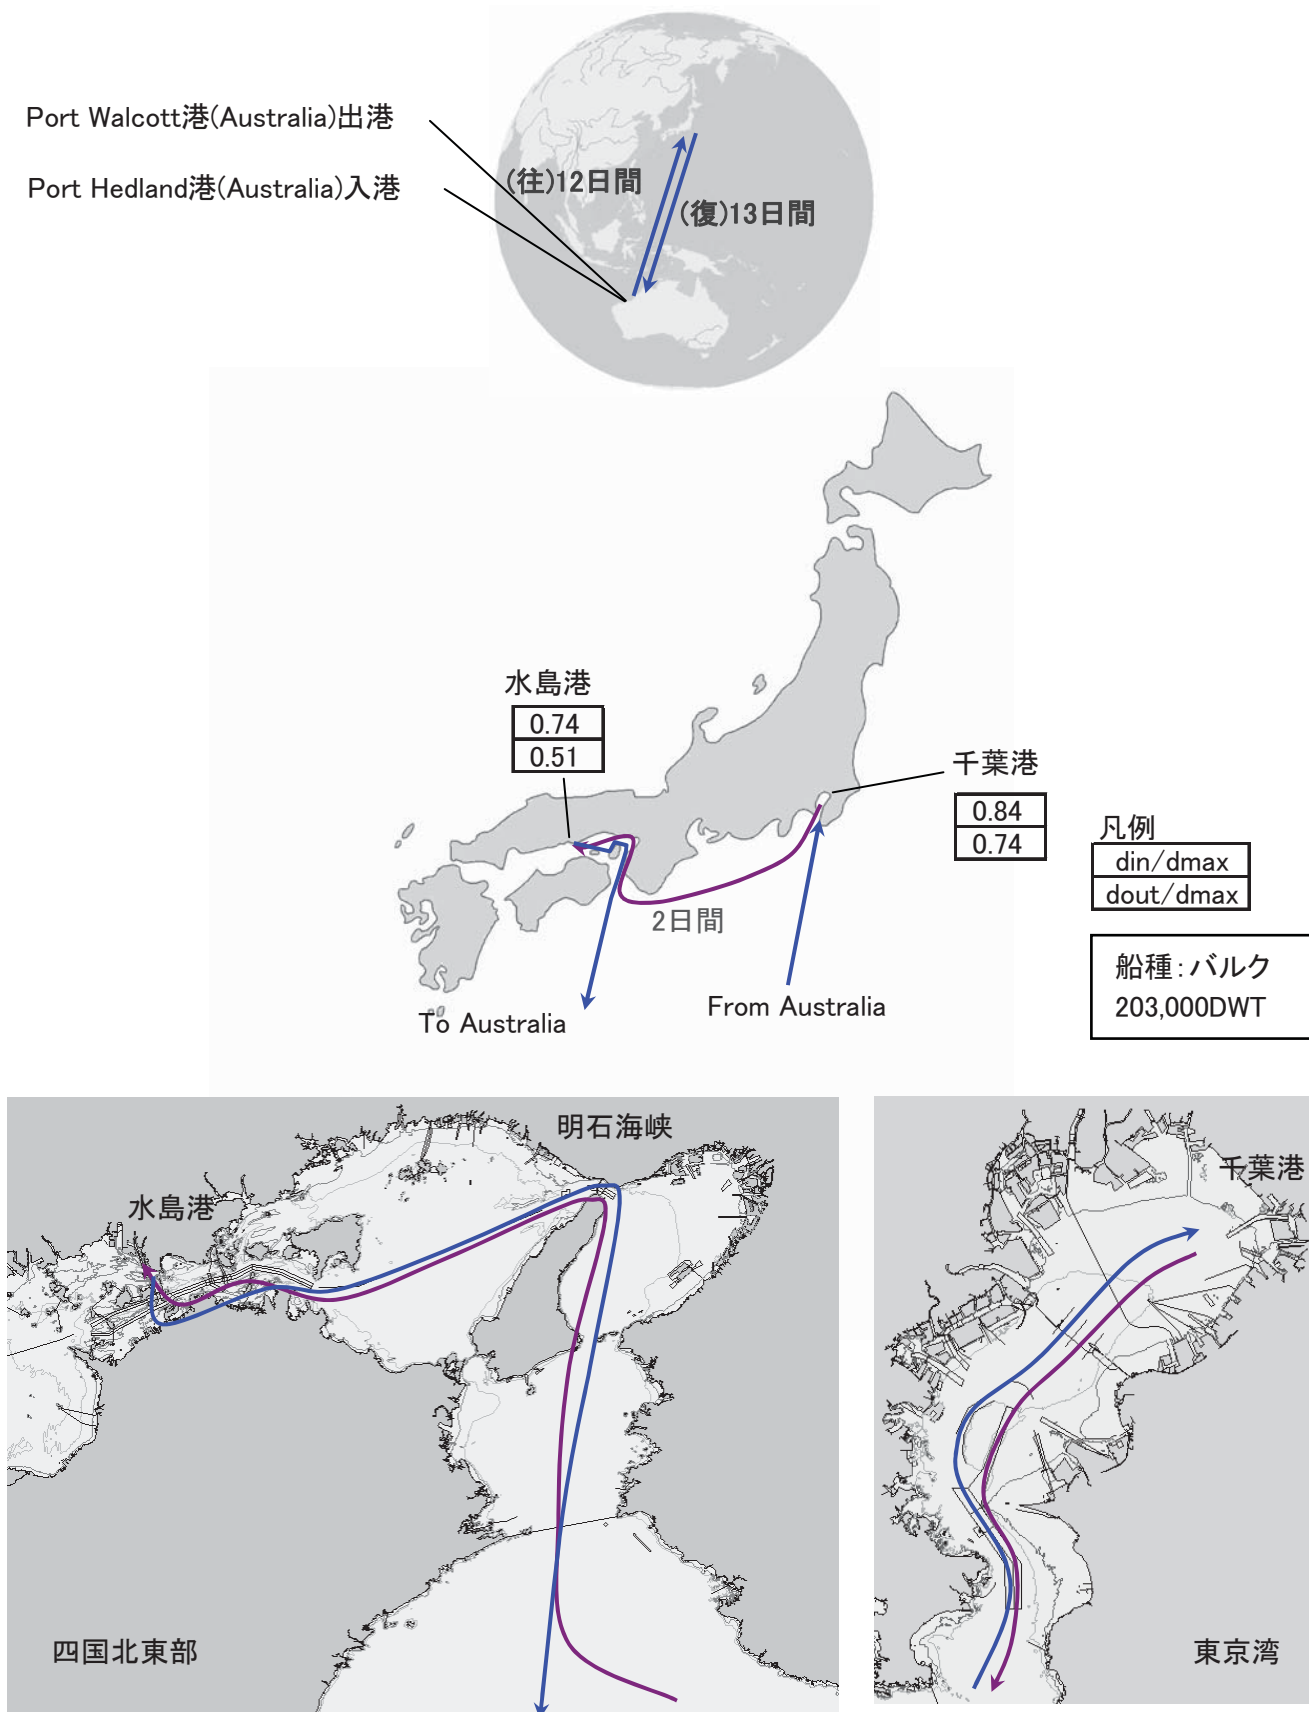 Port Walcott港(Australia)出港
Port Hedland港(Australia)入港
(往)12日間
(復)13日間
水島港
0.74
0.51
千葉港
0.84
0.74
凡例
din/dmax
dout/dmax
2日間
To Australia
From Australia
船種：バルク
203,000DWT
明石海峡
水島港
四国北東部
千葉港
東京湾